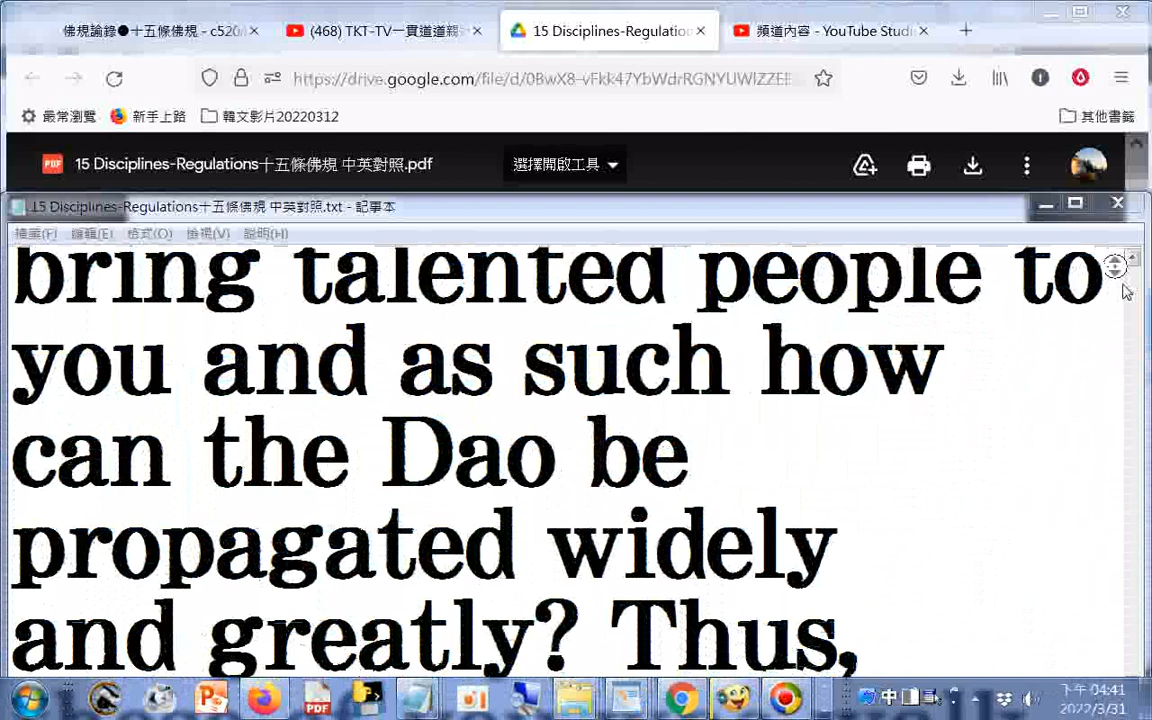 佛規論錄●十五條佛規 - c520/
(468) TKT-TV一貫道道親
15 Disciplines-Regulation
頻道內容 - YouTube Studi
https://drive.google.com/file/d/0BwX8-vFkk47YbWdrRGNYUWlZZEE
最常瀏覽
新手上路
韓文影片20220312
其他書籤
PDF
15 Disciplines-Regulations十五條佛規 中英對照.pdf
選擇開啟工具
15 Disciplines-Regulations十五條佛規 中英對照.txt - 記事本
檔案(F) 編輯(E) 格式(O) 檢視(V) 說明(H)
bring talented people to
you and as such how
can the Dao be
propagated widely
and greatly? Thus,
中
下午 04:41
2022/3/31